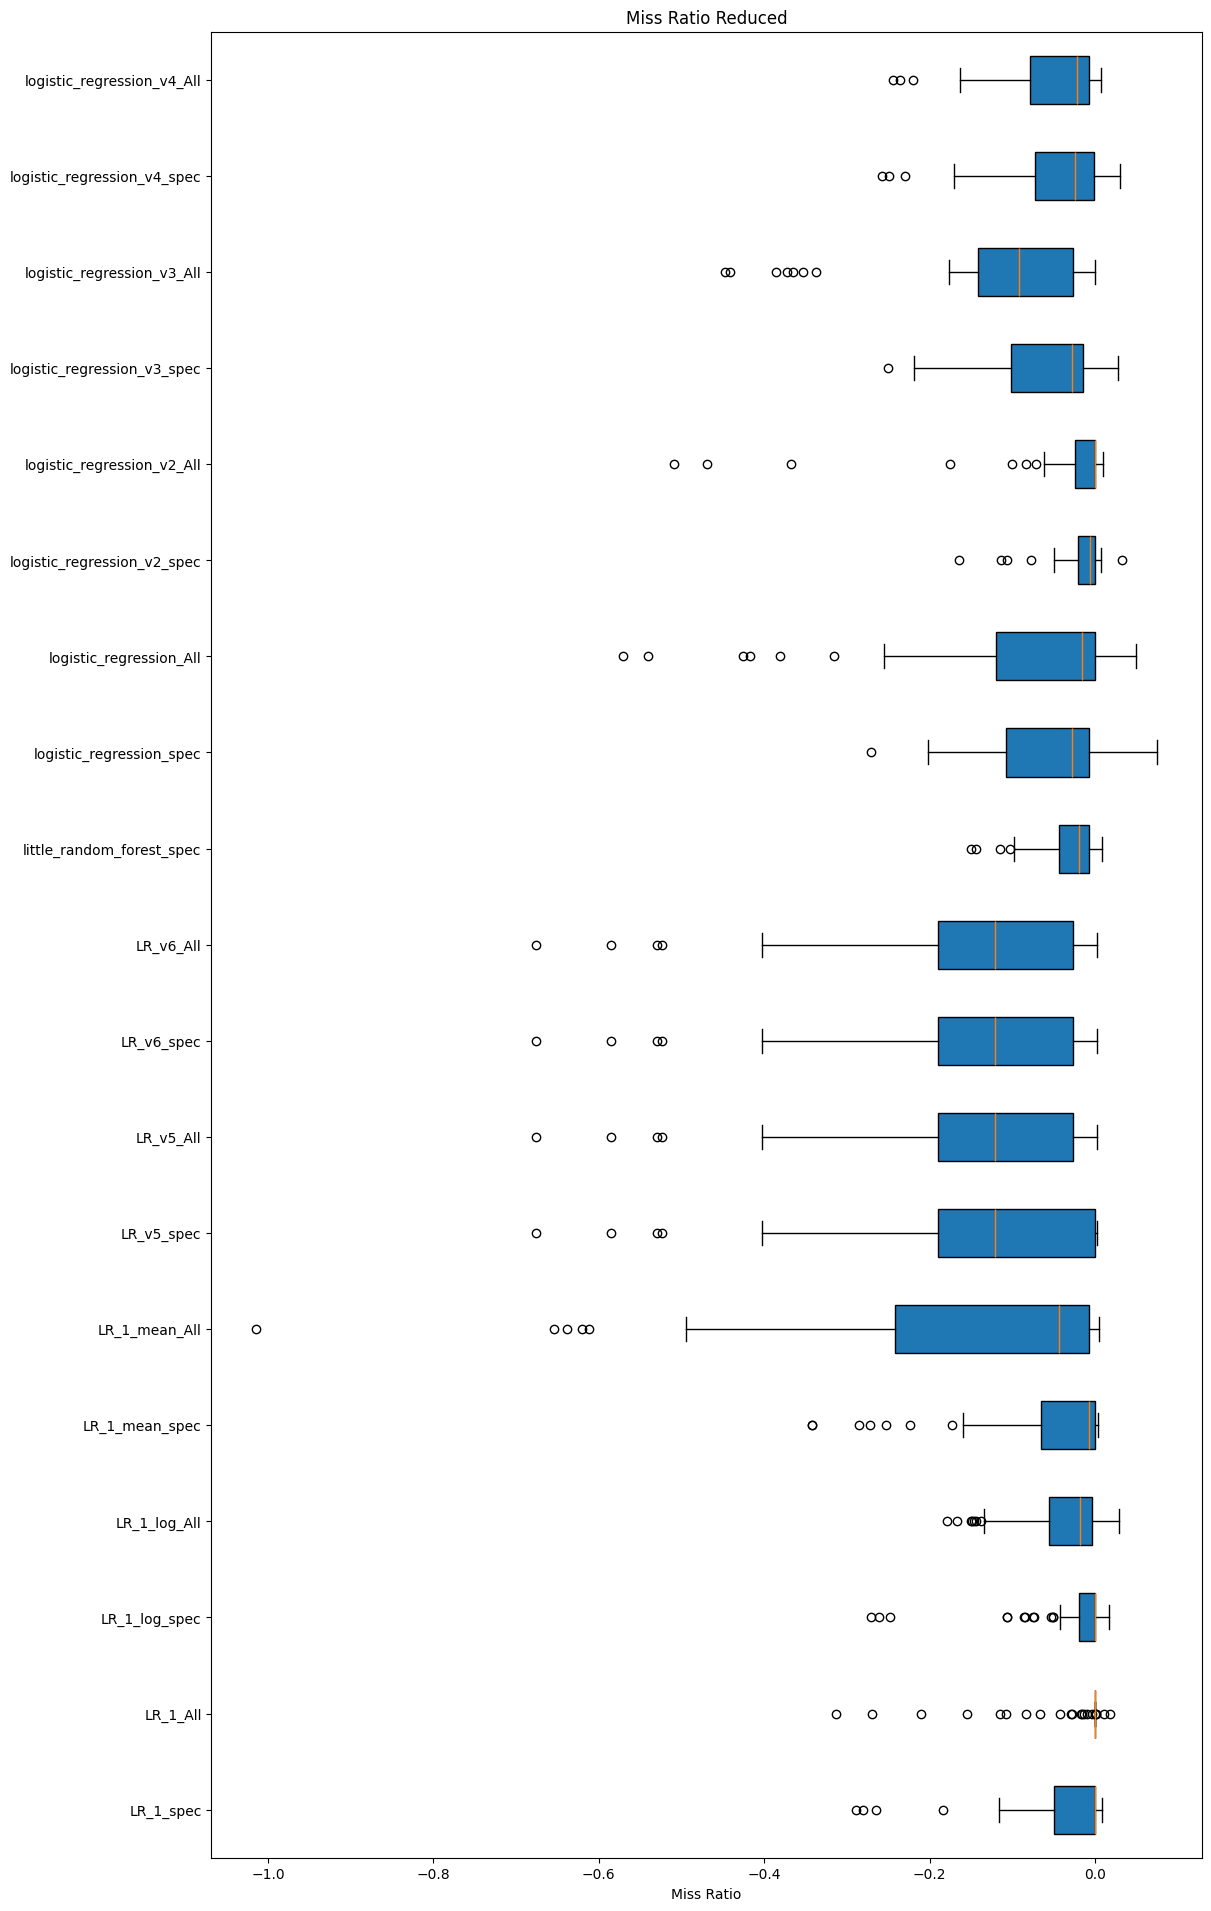 Miss Ratio Reduced
logistic_regression_v4_All
logistic_regression_v4_spec
logistic_regression_v3_All
logistic_regression_v3_spec
logistic_regression_v2_All
logistic_regression_v2_spec
logistic_regression_All
logistic_regression_spec
little_random_forest_spec
LR_v6_All
LR_v6_spec
LR_v5_All
LR_v5_spec
LR_1_mean_All
LR_1_mean_spec
LR_1_log_All
LR_1_log_spec
LR_1_All
LR_1_spec
−1.0 −0.8 −0.6 −0.4 −0.2 0.0
Miss Ratio